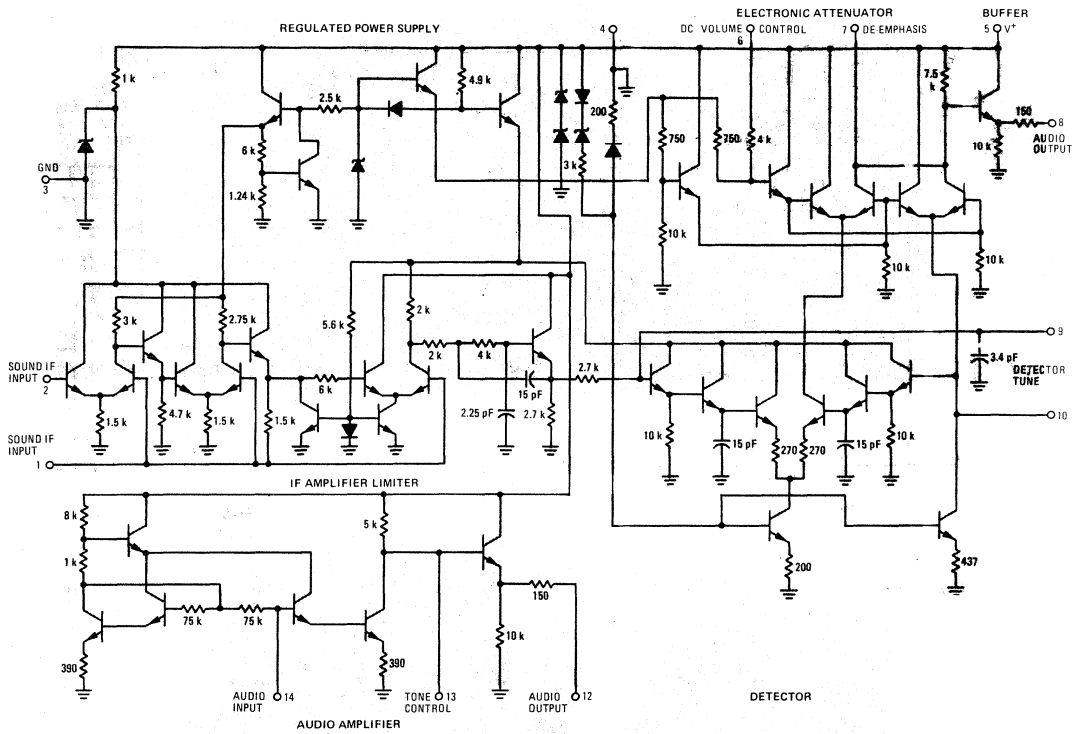 ELECTRONIC ATTENUATOR
BUFFER
REGULATED POWER SUPPLY
4
DC VOLUME CONTROL
6
7 DE-EMPHASIS
5 V+
1 k
2.5 k
4.9 k
200
750
750
4 k
7.5 k
150
8
AUDIO OUTPUT
10 k
GND
3
6 k
1.24 k
3 k
10 k
10 k
10 k
3 k
2.75 k
5.6 k
2 k
2 k
4 k
9
3.4 pF
DETECTOR TUNE
SOUND IF INPUT
2
1.5 k
4.7 k
1.5 k
1.5 k
6 k
15 pF
2.25 pF
2.7 k
2.7 k
10 k
15 pF
270
270
15 pF
10 k
10
SOUND IF INPUT
1
IF AMPLIFIER LIMITER
8 k
1 k
5 k
75 k
75 k
150
200
437
390
390
10 k
AUDIO INPUT
14
TONE CONTROL
13
AUDIO OUTPUT
12
DETECTOR
AUDIO AMPLIFIER